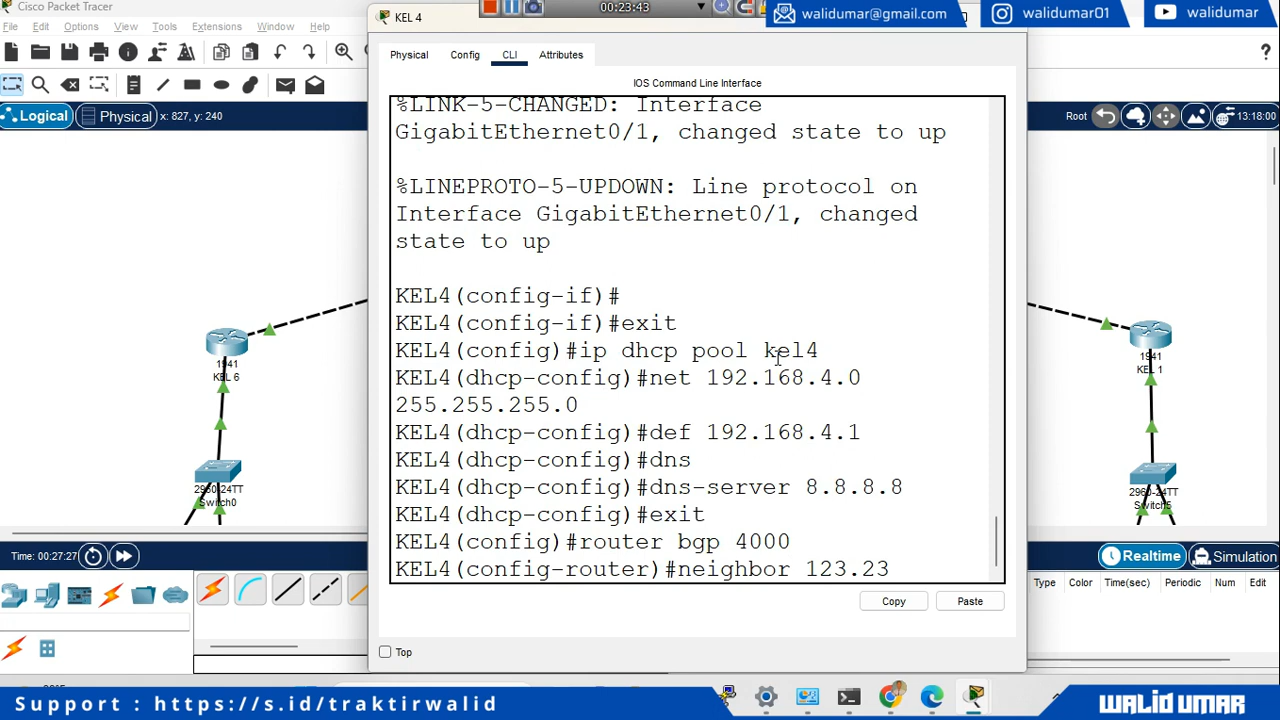 Cisco Packet Tracer
KEL 4
00:23:43
walidumar@gmail.com
walidumar01
walidumar
File Edit Options View Tools Extensions Window Help
Physical Config CLI Attributes
IOS Command Line Interface
Logical
Physical x: 827, y: 240
Root
13:18:00
%LINK-5-CHANGED: Interface
GigabitEthernet0/1, changed state to up
%LINEPROTO-5-UPDOWN: Line protocol on
Interface GigabitEthernet0/1, changed
state to up
KEL4(config-if)#
KEL4(config-if)#exit
KEL4(config)#ip dhcp pool kel4
KEL4(dhcp-config)#net 192.168.4.0
255.255.255.0
KEL4(dhcp-config)#def 192.168.4.1
KEL4(dhcp-config)#dns
KEL4(dhcp-config)#dns-server 8.8.8.8
KEL4(dhcp-config)#exit
KEL4(config)#router bgp 4000
KEL4(config-router)#neighbor 123.23
1941
KEL 6
2960-24TT
Switch0
1941
KEL 1
2960-24TT
Switch5
Copy
Paste
Top
Time: 00:27:27
Realtime
Simulation
Time(sec) Periodic Num Edit
Type Color
Support : https://s.id/traktirwalid
WALID UMAR